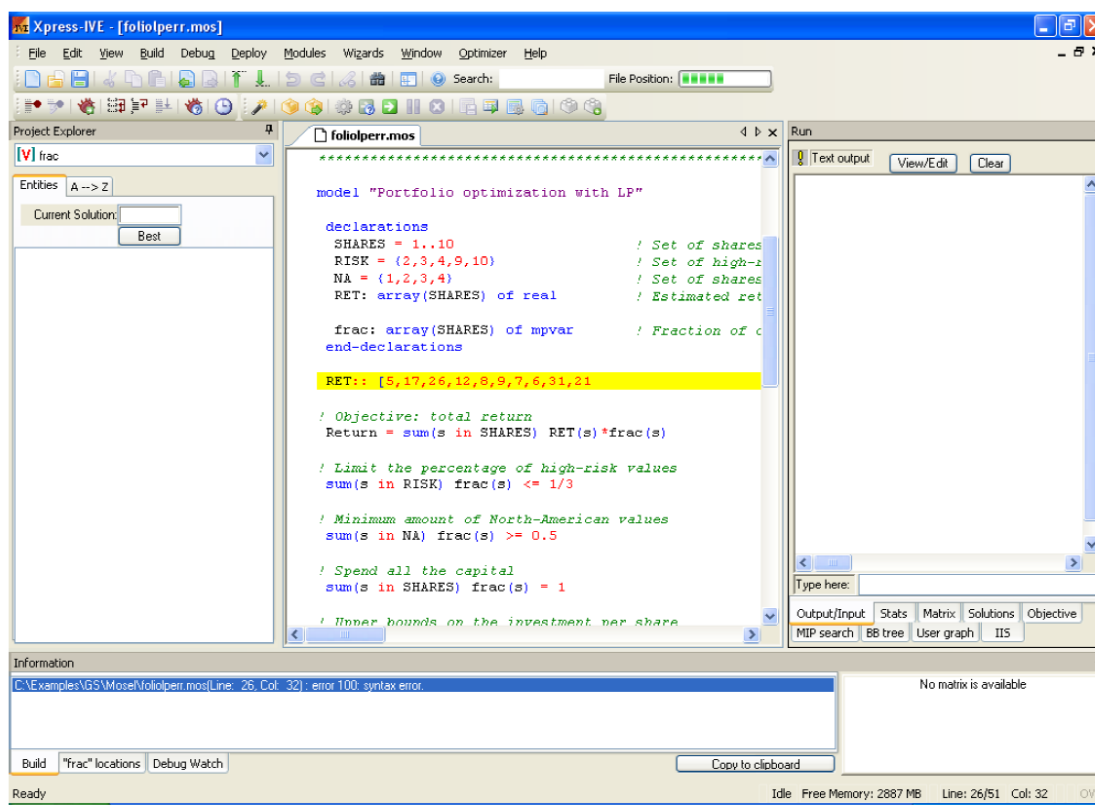 Xpress-IVE - [foliolperr.mos]
File Edit View Build Debug Deploy Modules Wizards Window Optimizer Help
Search: File Position:
Project Explorer
foliolperr.mos
Run
[V] frac
Text output View/Edit Clear
Entities A --> Z
Current Solution:
Best
*****************************************************
model "Portfolio optimization with LP"
declarations
SHARES = 1..10 ! Set of shares
RISK = {2,3,4,9,10} ! Set of high-r
NA = {1,2,3,4} ! Set of shares
RET: array(SHARES) of real ! Estimated ret
frac: array(SHARES) of mpvar ! Fraction of c
end-declarations
RET:: [5,17,26,12,8,9,7,6,31,21
! Objective: total return
Return = sum(s in SHARES) RET(s)*frac(s)
! Limit the percentage of high-risk values
sum(s in RISK) frac(s) <= 1/3
! Minimum amount of North-American values
sum(s in NA) frac(s) >= 0.5
! Spend all the capital
sum(s in SHARES) frac(s) = 1
! Upper bounds on the investment per share
Type here:
Output/Input Stats Matrix Solutions Objective
MIP search BB tree User graph IIS
Information
C:\Examples\GS\Mosel\foliolperr.mos(Line: 26, Col: 32) : error 100: syntax error.
No matrix is available
Build "frac" locations Debug Watch
Copy to clipboard
Ready
Idle Free Memory: 2887 MB Line: 26/51 Col: 32 OV